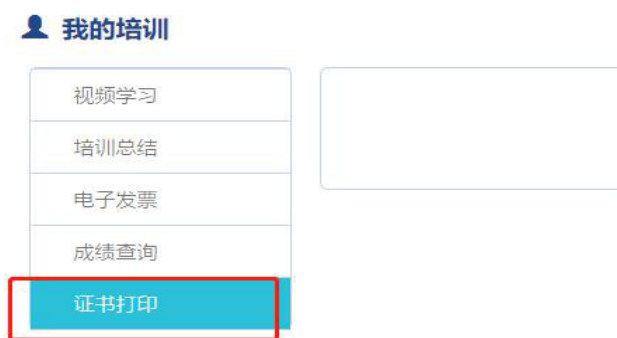 我的培训
视频学习
培训总结
电子发票
成绩查询
证书打印